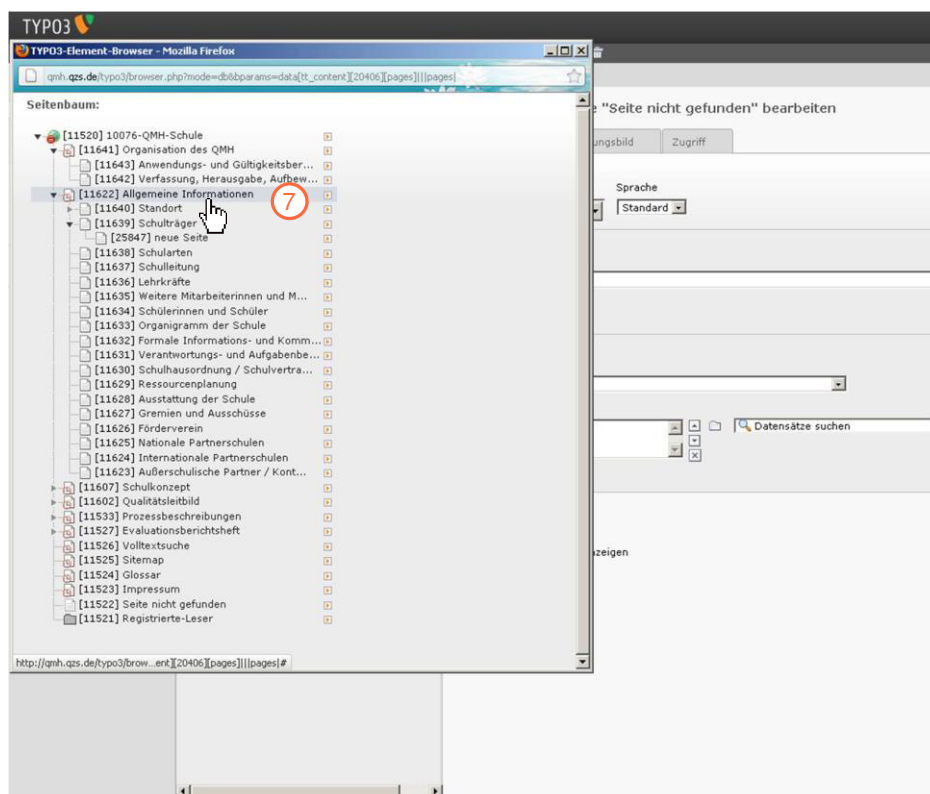 TYPO3
TYPO3-Element-Browser - Mozilla Firefox
qmh.qzs.de/typo3/browser.php?mode=db&bparams=data[tt_content][20406][pages]|||pages|
Seitenbaum:
"Seite nicht gefunden" bearbeiten
[11520] 10076-QMH-Schule
[11641] Organisation des QMH
ungsbild Zugriff
[11643] Anwendungs- und Gültigkeitsber...
[11642] Verfassung, Herausgabe, Aufbew...
[11622] Allgemeine Informationen
7
Sprache
[11640] Standort
Standard
[11639] Schulträger
[25847] neue Seite
[11638] Schularten
[11637] Schulleitung
[11636] Lehrkräfte
[11635] Weitere Mitarbeiterinnen und M...
[11634] Schülerinnen und Schüler
[11633] Organigramm der Schule
[11632] Formale Informations- und Komm...
[11631] Verantwortungs- und Aufgabenbe...
[11630] Schulhausordnung / Schulvertra...
[11629] Ressourcenplanung
[11628] Ausstattung der Schule
[11627] Gremien und Ausschüsse
[11626] Förderverein
Datensätze suchen
[11625] Nationale Partnerschulen
[11624] Internationale Partnerschulen
[11623] Außerschulische Partner / Kont...
[11607] Schulkonzept
[11602] Qualitätsleitbild
[11533] Prozessbeschreibungen
[11527] Evaluationsberichtsheft
[11526] Volltextsuche
nzeigen
[11525] Sitemap
[11524] Glossar
[11523] Impressum
[11522] Seite nicht gefunden
[11521] Registrierte-Leser
http://qmh.qzs.de/typo3/brow...ent][20406][pages]|||pages|#